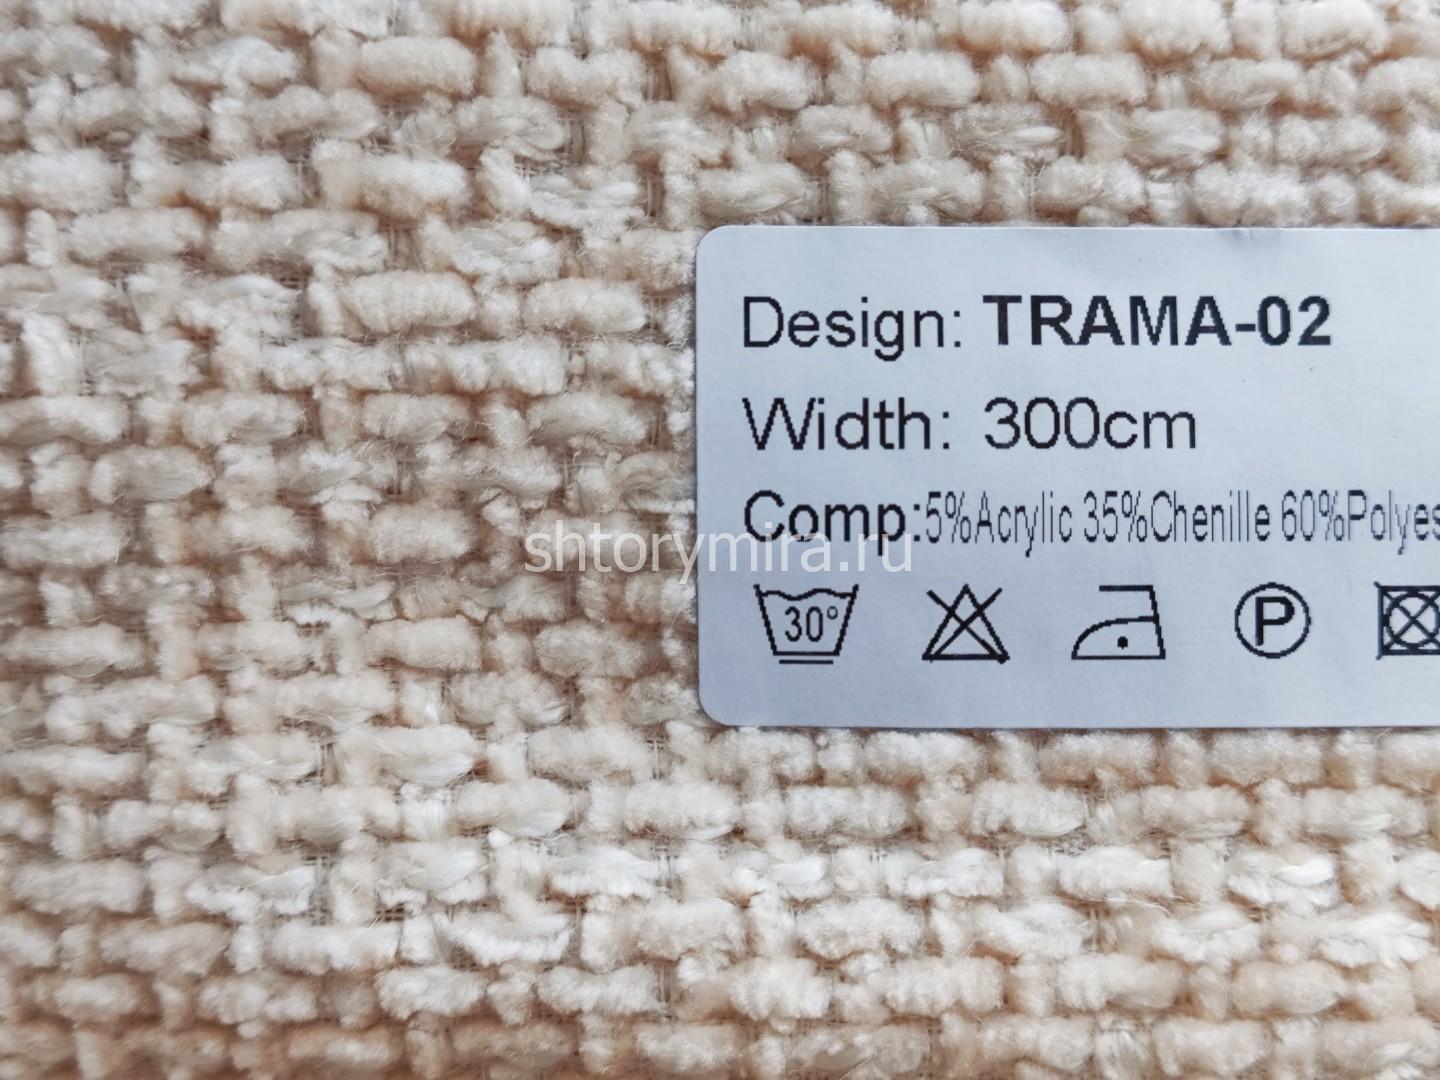 Design: TRAMA-02
Width: 300cm
Comp:5%Acrylic 35%Chenille 60%Polyes
shtorymira.ru
30°
P